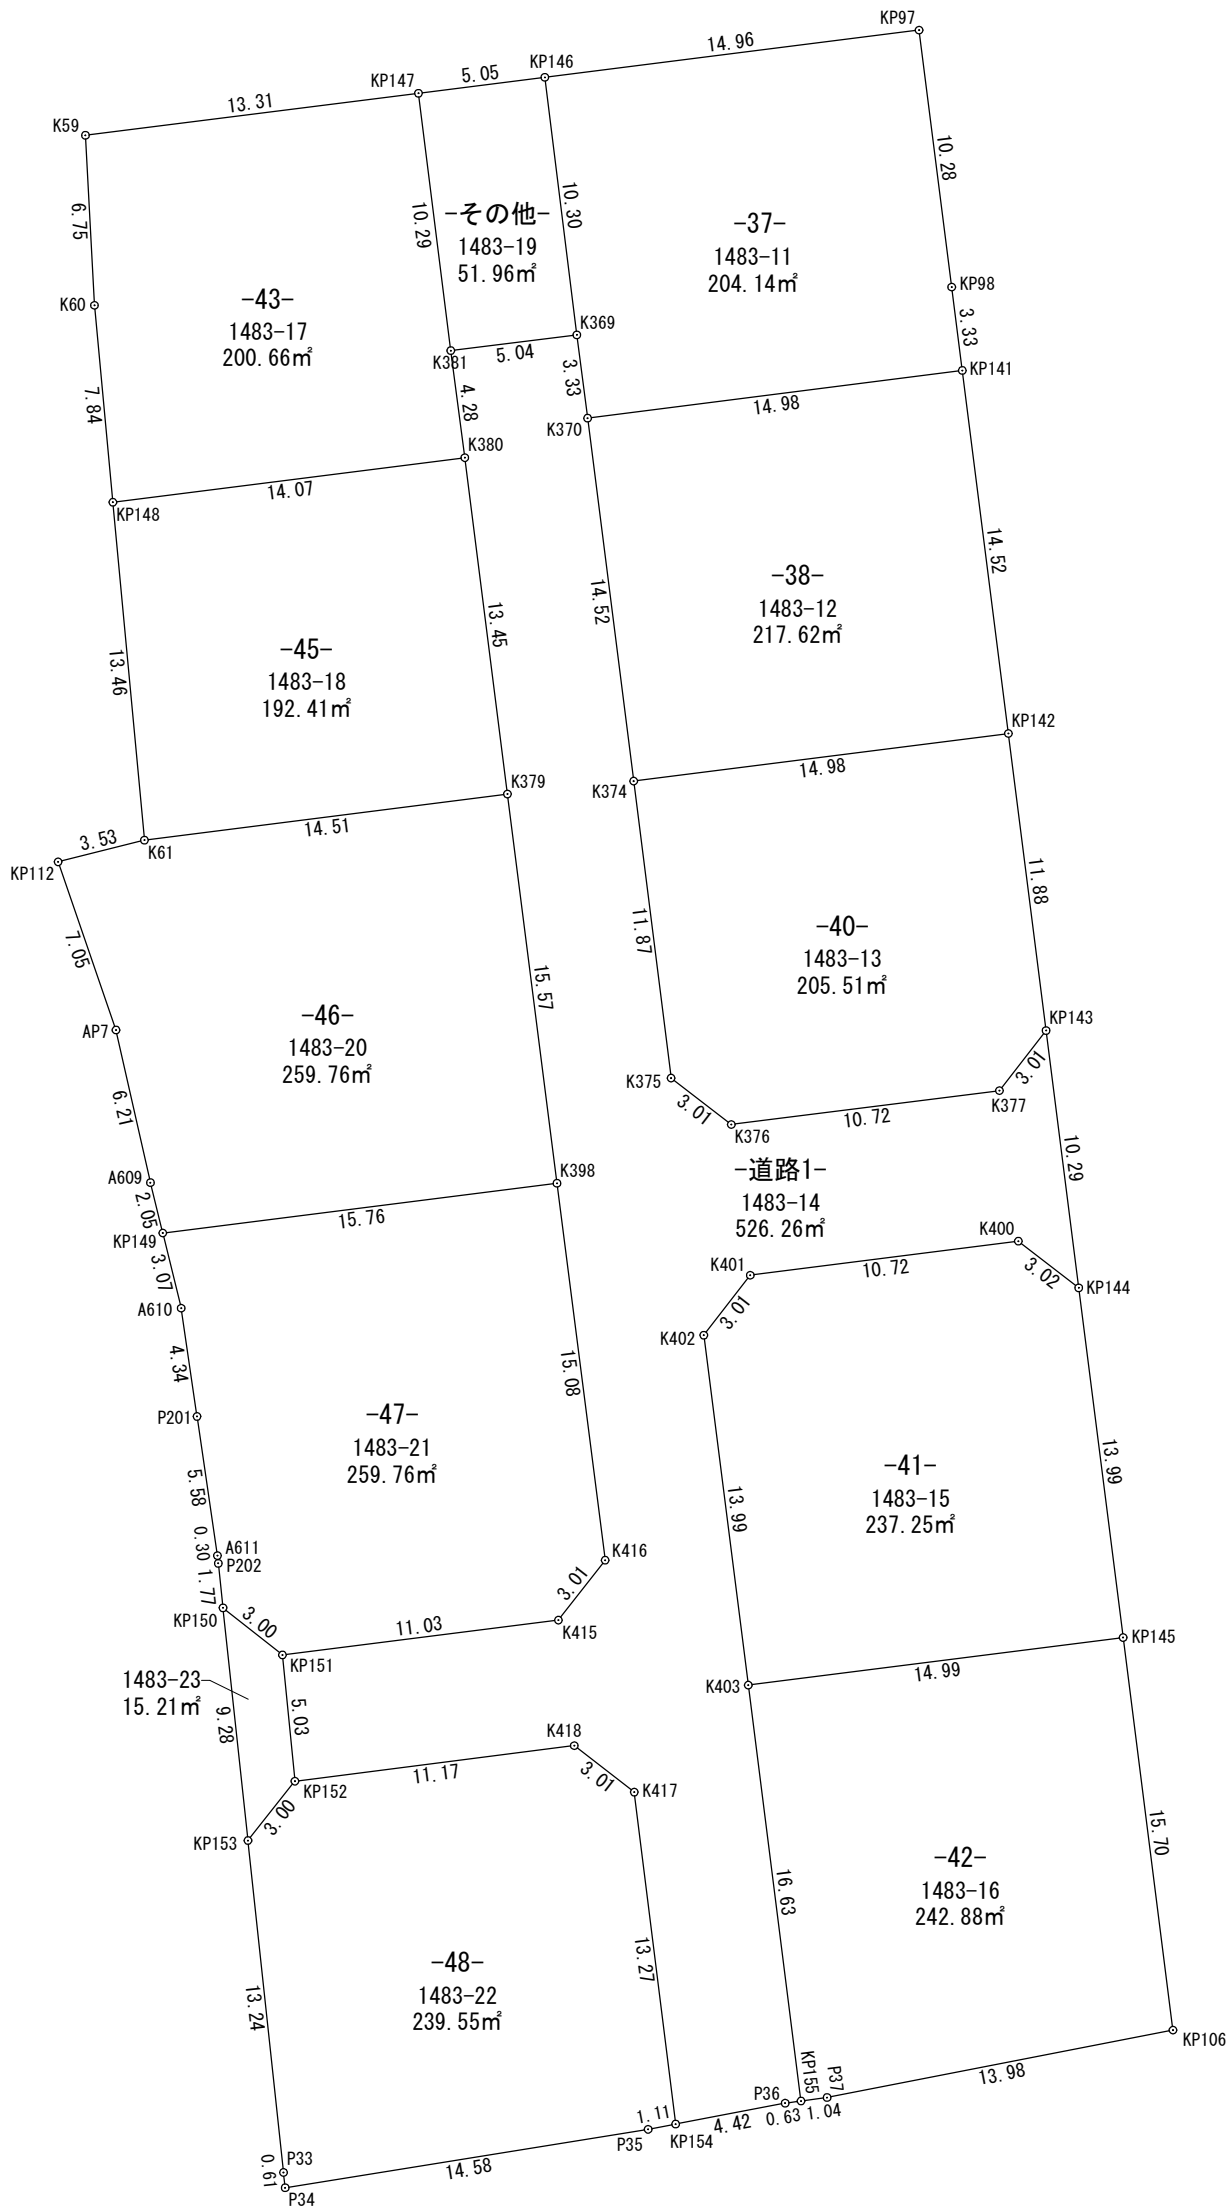 KP97
14.96
KP146
5.05
KP147
13.31
K59
6.75
10.29
-その他-
1483-19
51.96㎡
10.30
-37-
1483-11
204.14㎡
10.28
KP98
3.33
KP141
K60
-43-
1483-17
200.66㎡
K369
5.04
K381
3.33
14.98
K370
7.84
4.28
K380
14.07
KP148
14.52
14.52
-38-
1483-12
217.62㎡
13.45
13.46
-45-
1483-18
192.41㎡
KP142
14.98
K374
K379
14.51
K61
3.53
KP112
11.88
11.87
-40-
1483-13
205.51㎡
7.05
15.57
AP7
-46-
1483-20
259.76㎡
KP143
3.01
K377
K375
3.01
10.72
K376
6.21
A609
2.05
K398
15.76
KP149
-道路1-
1483-14
526.26㎡
10.29
K400
3.02
KP144
K401
10.72
3.01
K402
3.07
A610
4.34
15.08
P201
-47-
1483-21
259.76㎡
5.58
13.99
13.99
-41-
1483-15
237.25㎡
0.30
A611
P202
1.77
K416
3.01
K415
KP150
3.00
11.03
KP151
KP145
14.99
K403
1483-23
15.21㎡
9.28
5.03
K418
3.01
K417
11.17
KP152
3.00
KP153
15.70
16.63
-42-
1483-16
242.88㎡
13.27
-48-
1483-22
239.55㎡
13.24
KP106
13.98
P37
KP155
P36
1.04
0.63
4.42
KP154
1.11
P35
14.58
P33
0.61
P34